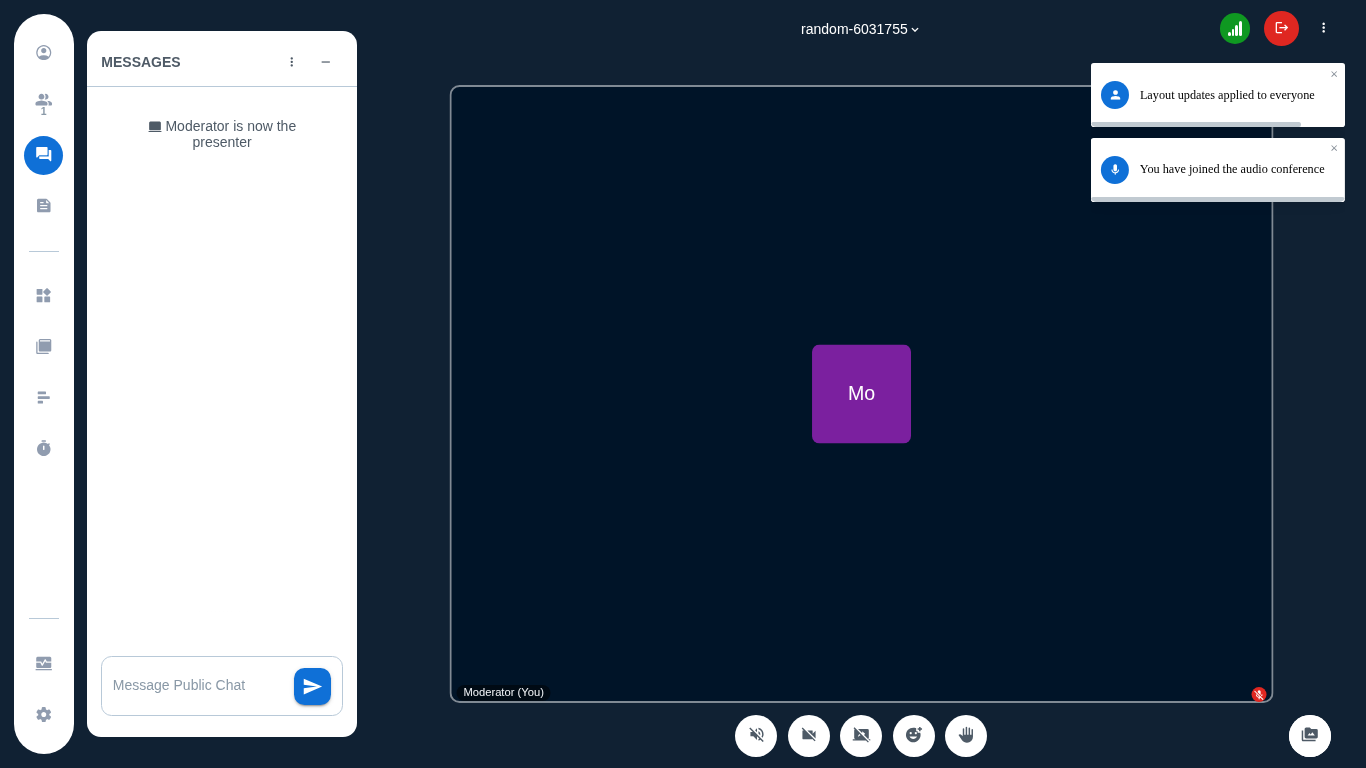 random-6031755
MESSAGES
1
Moderator is now the
presenter
Layout updates applied to everyone
You have joined the audio conference
Mo
Message Public Chat
Moderator (You)